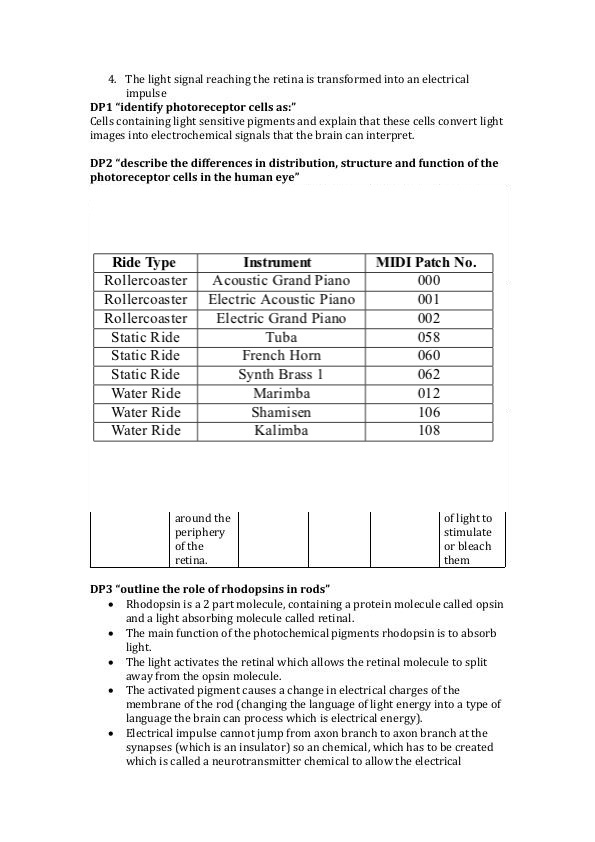 4. The light signal reaching the retina is transformed into an electrical
impulse
DP1 “identify photoreceptor cells as:”
Cells containing light sensitive pigments and explain that these cells convert light
images into electrochemical signals that the brain can interpret.
DP2 “describe the differences in distribution, structure and function of the
photoreceptor cells in the human eye”
Ride Type Instrument MIDI Patch No.
Rollercoaster Acoustic Grand Piano 000
Rollercoaster Electric Acoustic Piano 001
Rollercoaster Electric Grand Piano 002
Static Ride Tuba 058
Static Ride French Horn 060
Static Ride Synth Brass 1 062
Water Ride Marimba 012
Water Ride Shamisen 106
Water Ride Kalimba 108
around the of light to
periphery stimulate
of the or bleach
retina. them
DP3 “outline the role of rhodopsins in rods”
• Rhodopsin is a 2 part molecule, containing a protein molecule called opsin
and a light absorbing molecule called retinal.
• The main function of the photochemical pigments rhodopsin is to absorb
light.
• The light activates the retinal which allows the retinal molecule to split
away from the opsin molecule.
• The activated pigment causes a change in electrical charges of the
membrane of the rod (changing the language of light energy into a type of
language the brain can process which is electrical energy).
• Electrical impulse cannot jump from axon branch to axon branch at the
synapses (which is an insulator) so an chemical, which has to be created
which is called a neurotransmitter chemical to allow the electrical